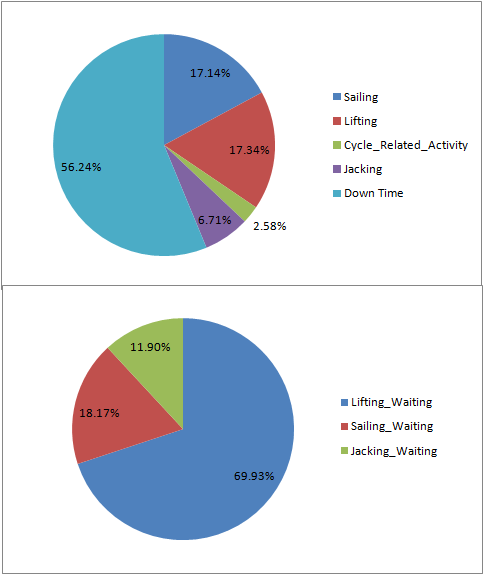 17.14%
17.34%
2.58%
6.71%
56.24%
Sailing
Lifting
Cycle_Related_Activity
Jacking
Down Time
11.90%
18.17%
69.93%
Lifting_Waiting
Sailing_Waiting
Jacking_Waiting